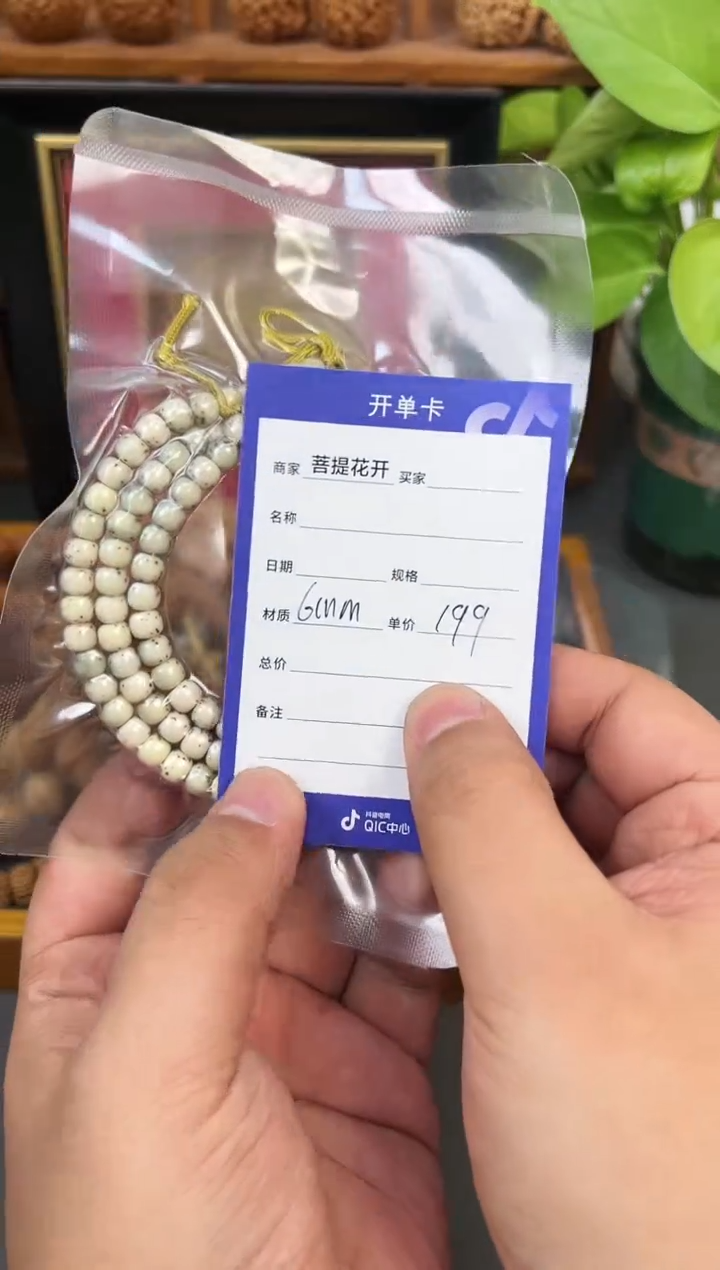 开单卡
商家 菩提花开 买家
名称
日期 规格
材质 6mm 单价 199
总价
备注
抖音电商
QIC中心